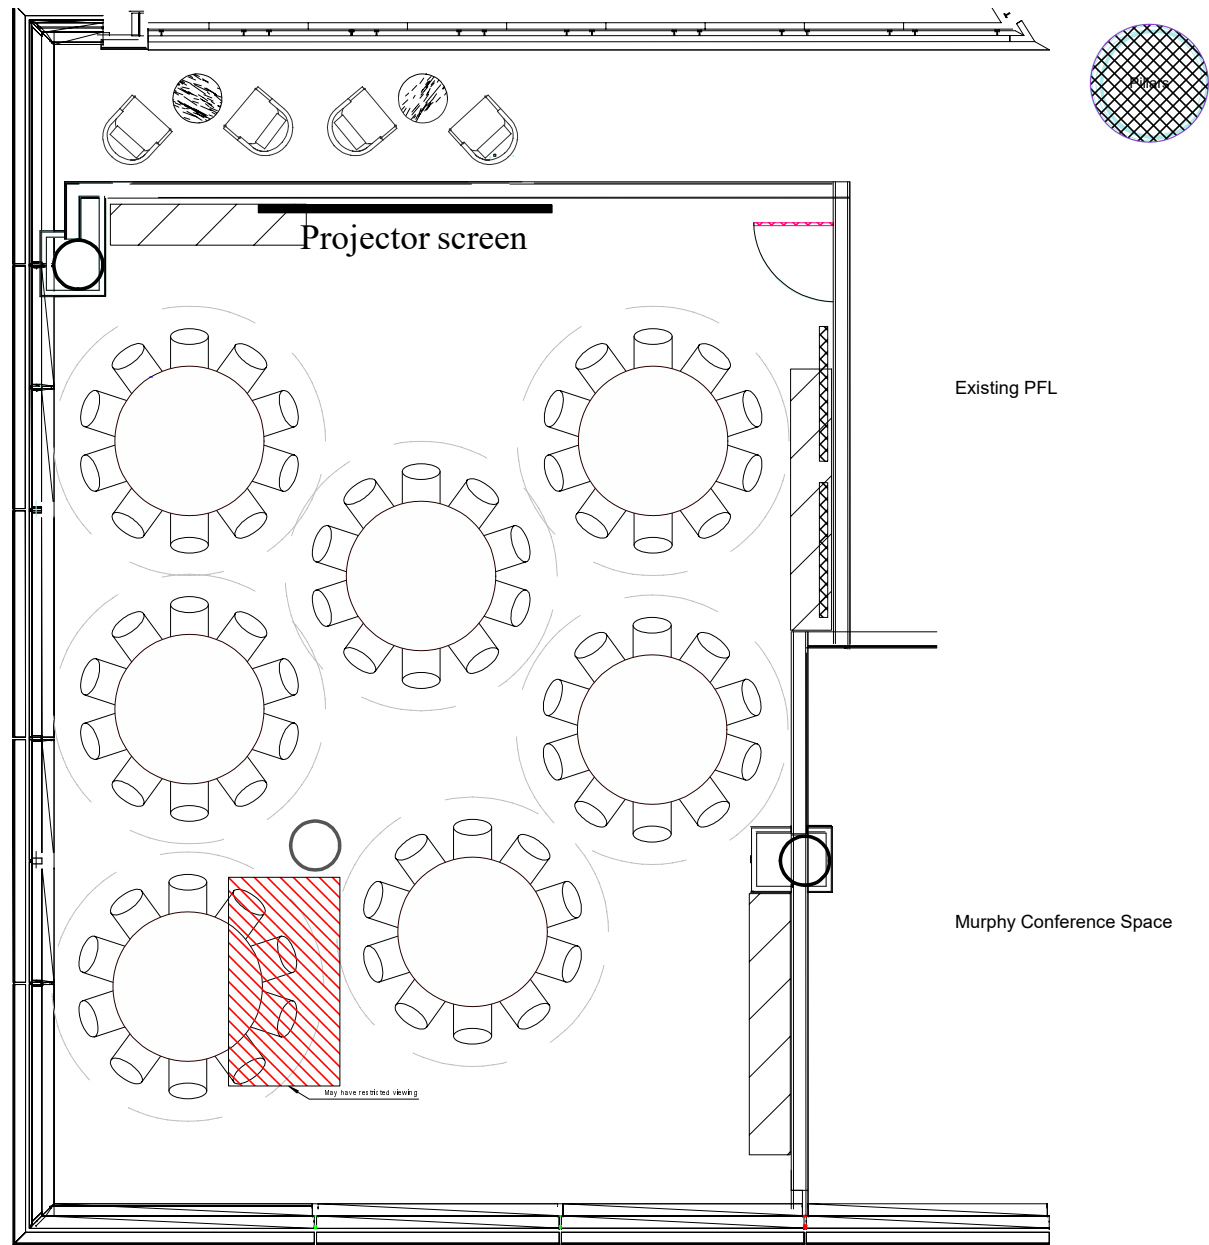 Pillars
Projector screen
Existing PFL
Murphy Conference Space
May have restricted viewing